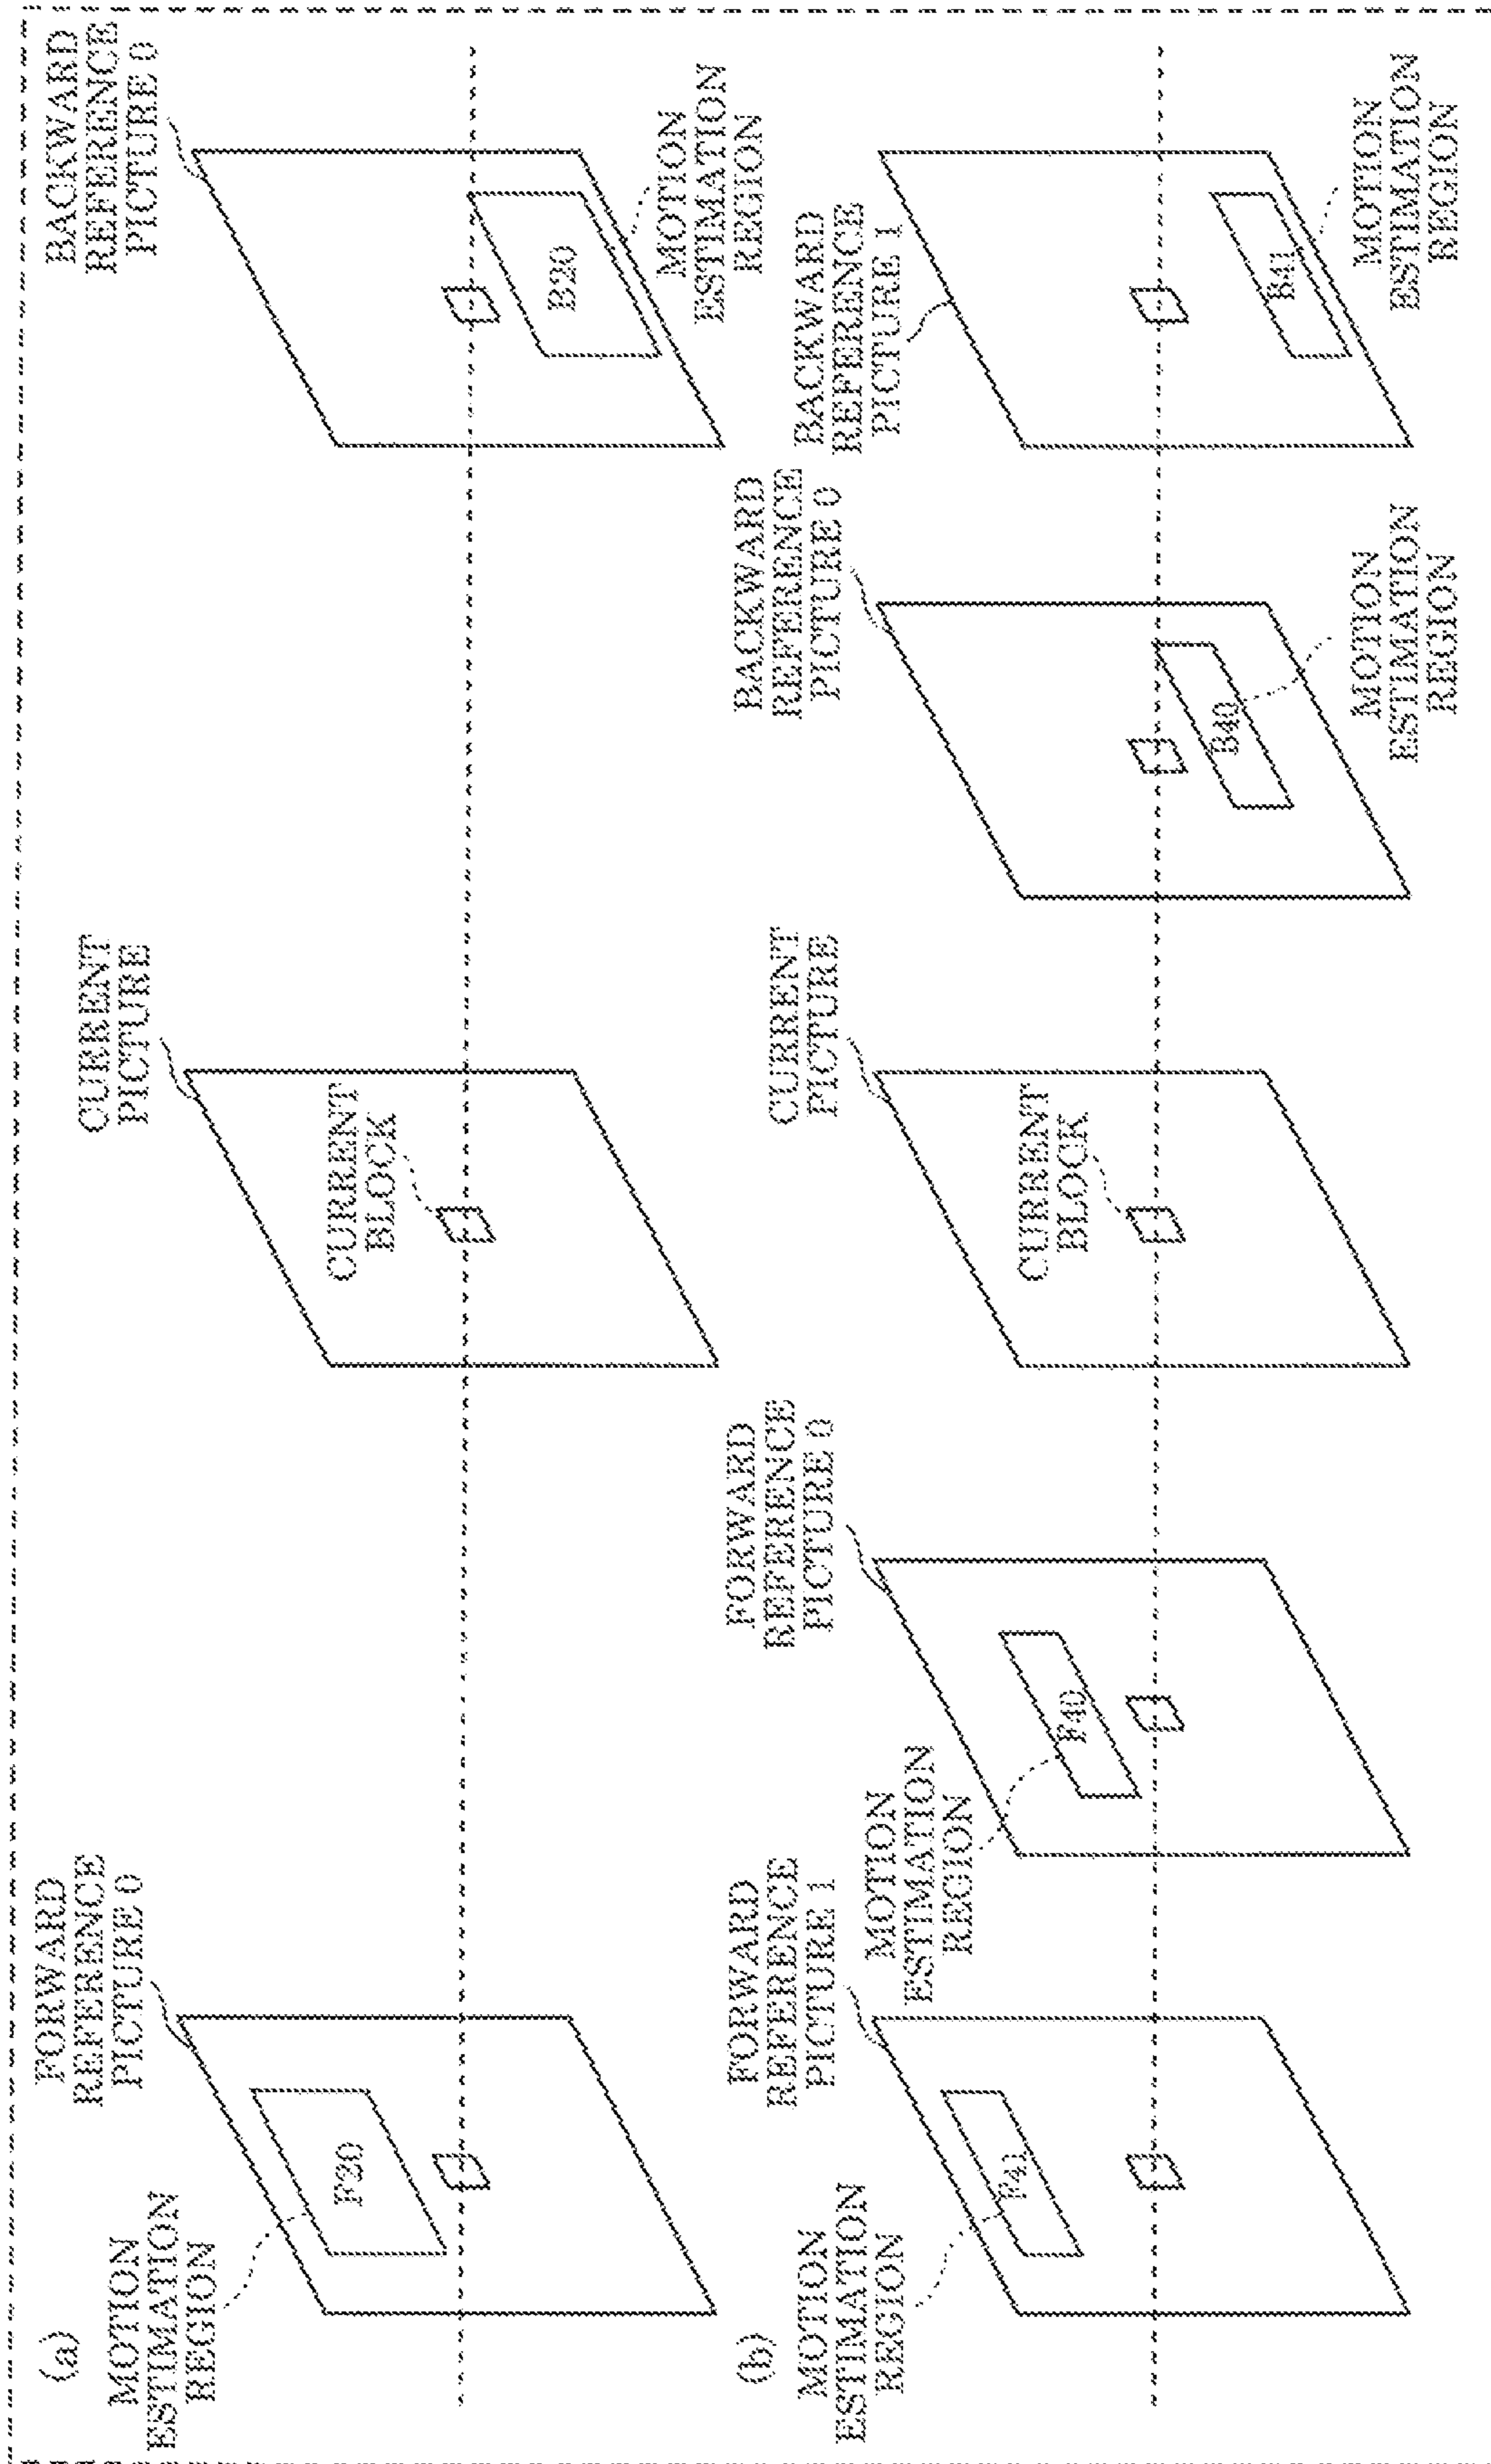 (a)
FORWARD
REFERENCE
PICTURE 0
MOTION
ESTIMATION
REGION
F20
CURRENT
PICTURE
CURRENT
BLOCK
BACKWARD
REFERENCE
PICTURE 0
B20
MOTION
ESTIMATION
REGION
(b)
FORWARD
REFERENCE
PICTURE 1
MOTION
ESTIMATION
REGION
F41
FORWARD
REFERENCE
PICTURE 0
MOTION
ESTIMATION
REGION
F40
CURRENT
PICTURE
CURRENT
BLOCK
BACKWARD
REFERENCE
PICTURE 0
B40
MOTION
ESTIMATION
REGION
BACKWARD
REFERENCE
PICTURE 1
B41
MOTION
ESTIMATION
REGION